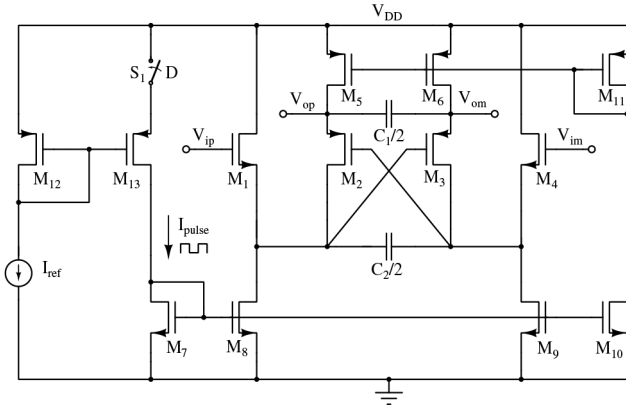 V_DD
S_1 D
M_5 M_6 M_11
V_op V_om
C_1/2
V_ip V_im
M_12 M_13 M_1 M_2 M_3 M_4
I_pulse
I_ref
C_2/2
M_7 M_8 M_9 M_10